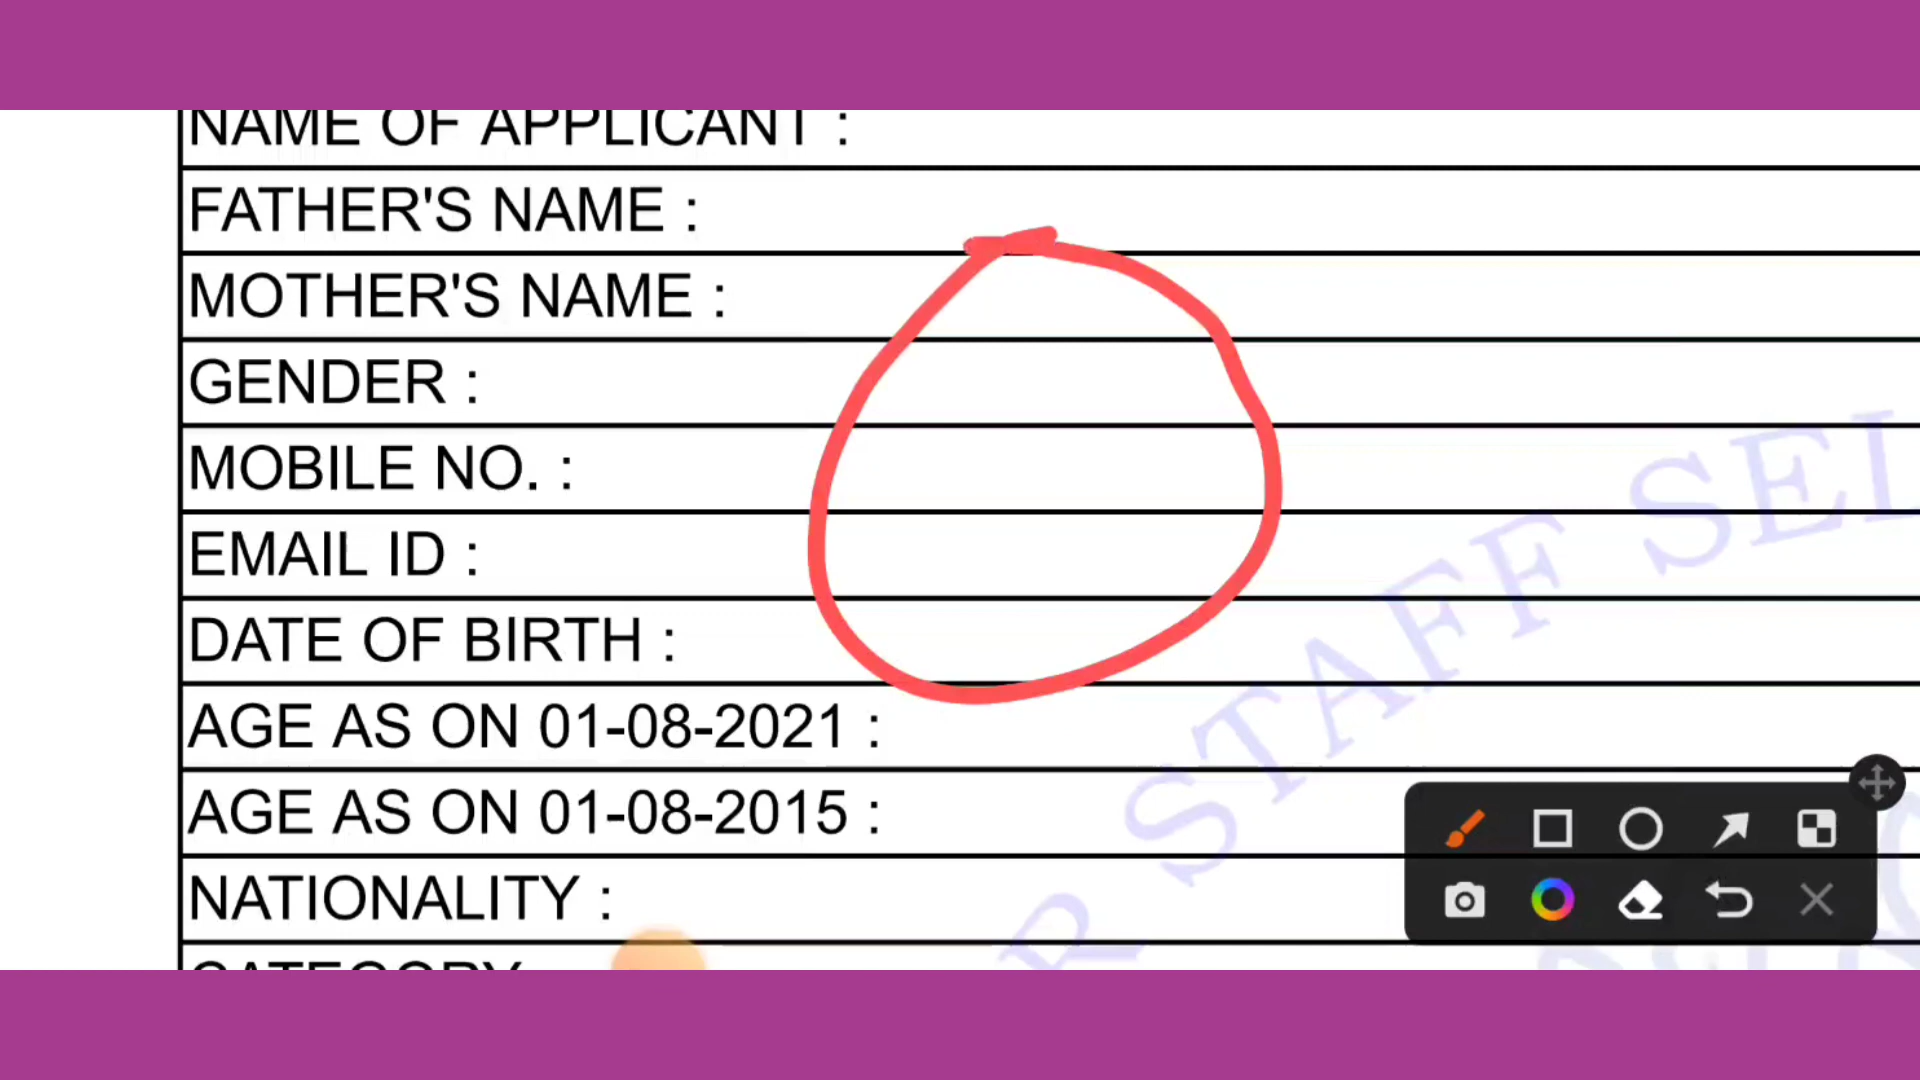 NAME OF APPLICANT :
FATHER'S NAME :
MOTHER'S NAME :
GENDER :
MOBILE NO. :
EMAIL ID :
DATE OF BIRTH :
AGE AS ON 01-08-2021 :
AGE AS ON 01-08-2015 :
NATIONALITY :
CATEGORY
R STAFF SEL